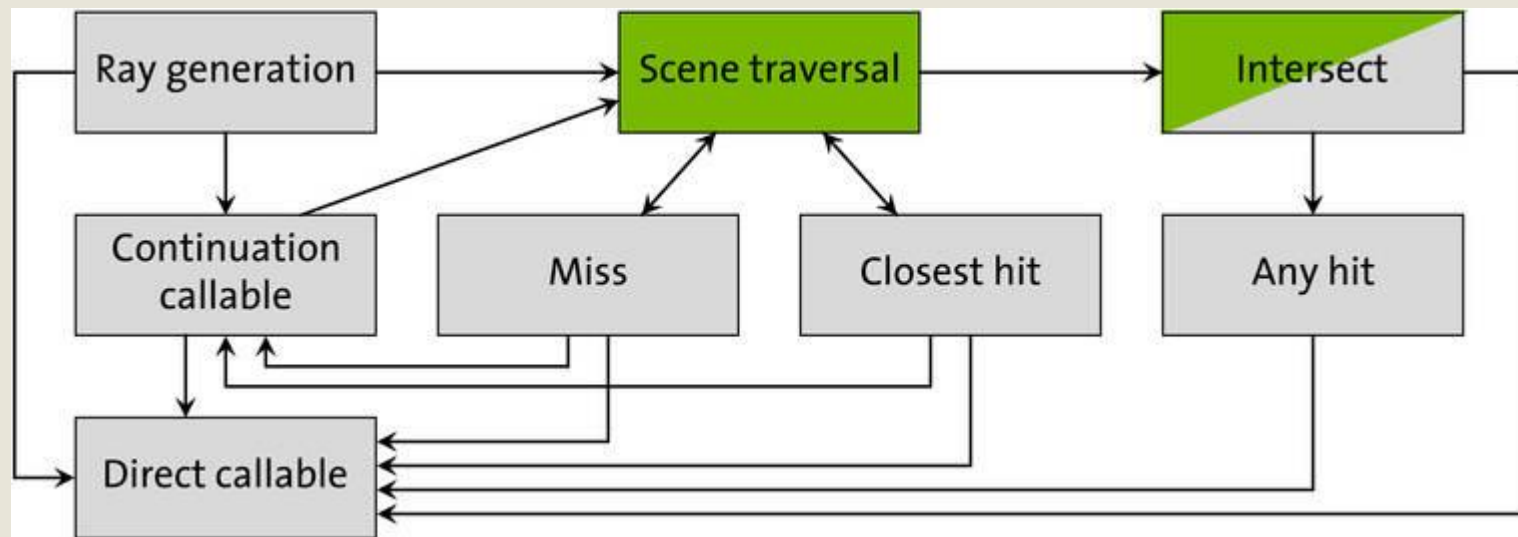 Ray generation
Scene traversal
Intersect
Continuation
callable
Miss
Closest hit
Any hit
Direct callable